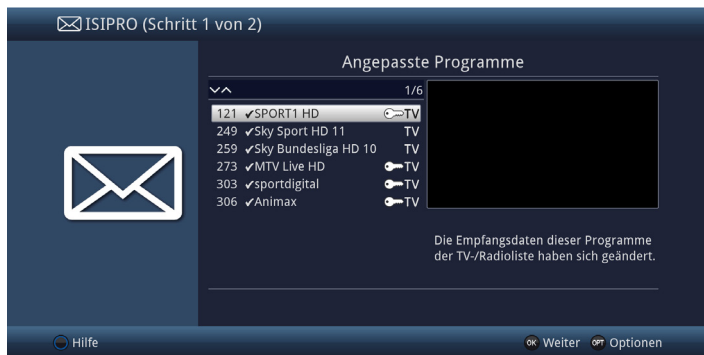 ISIPRO (Schritt 1 von 2)
Angepasste Programme
1/6
121 ✔SPORT1 HD TV
249 ✔Sky Sport HD 11 TV
259 ✔Sky Bundesliga HD 10 TV
273 ✔MTV Live HD TV
303 ✔sportdigital TV
306 ✔Animax TV
Die Empfangsdaten dieser Programme
der TV-/Radioliste haben sich geändert.
Hilfe
OK Weiter OPT Optionen